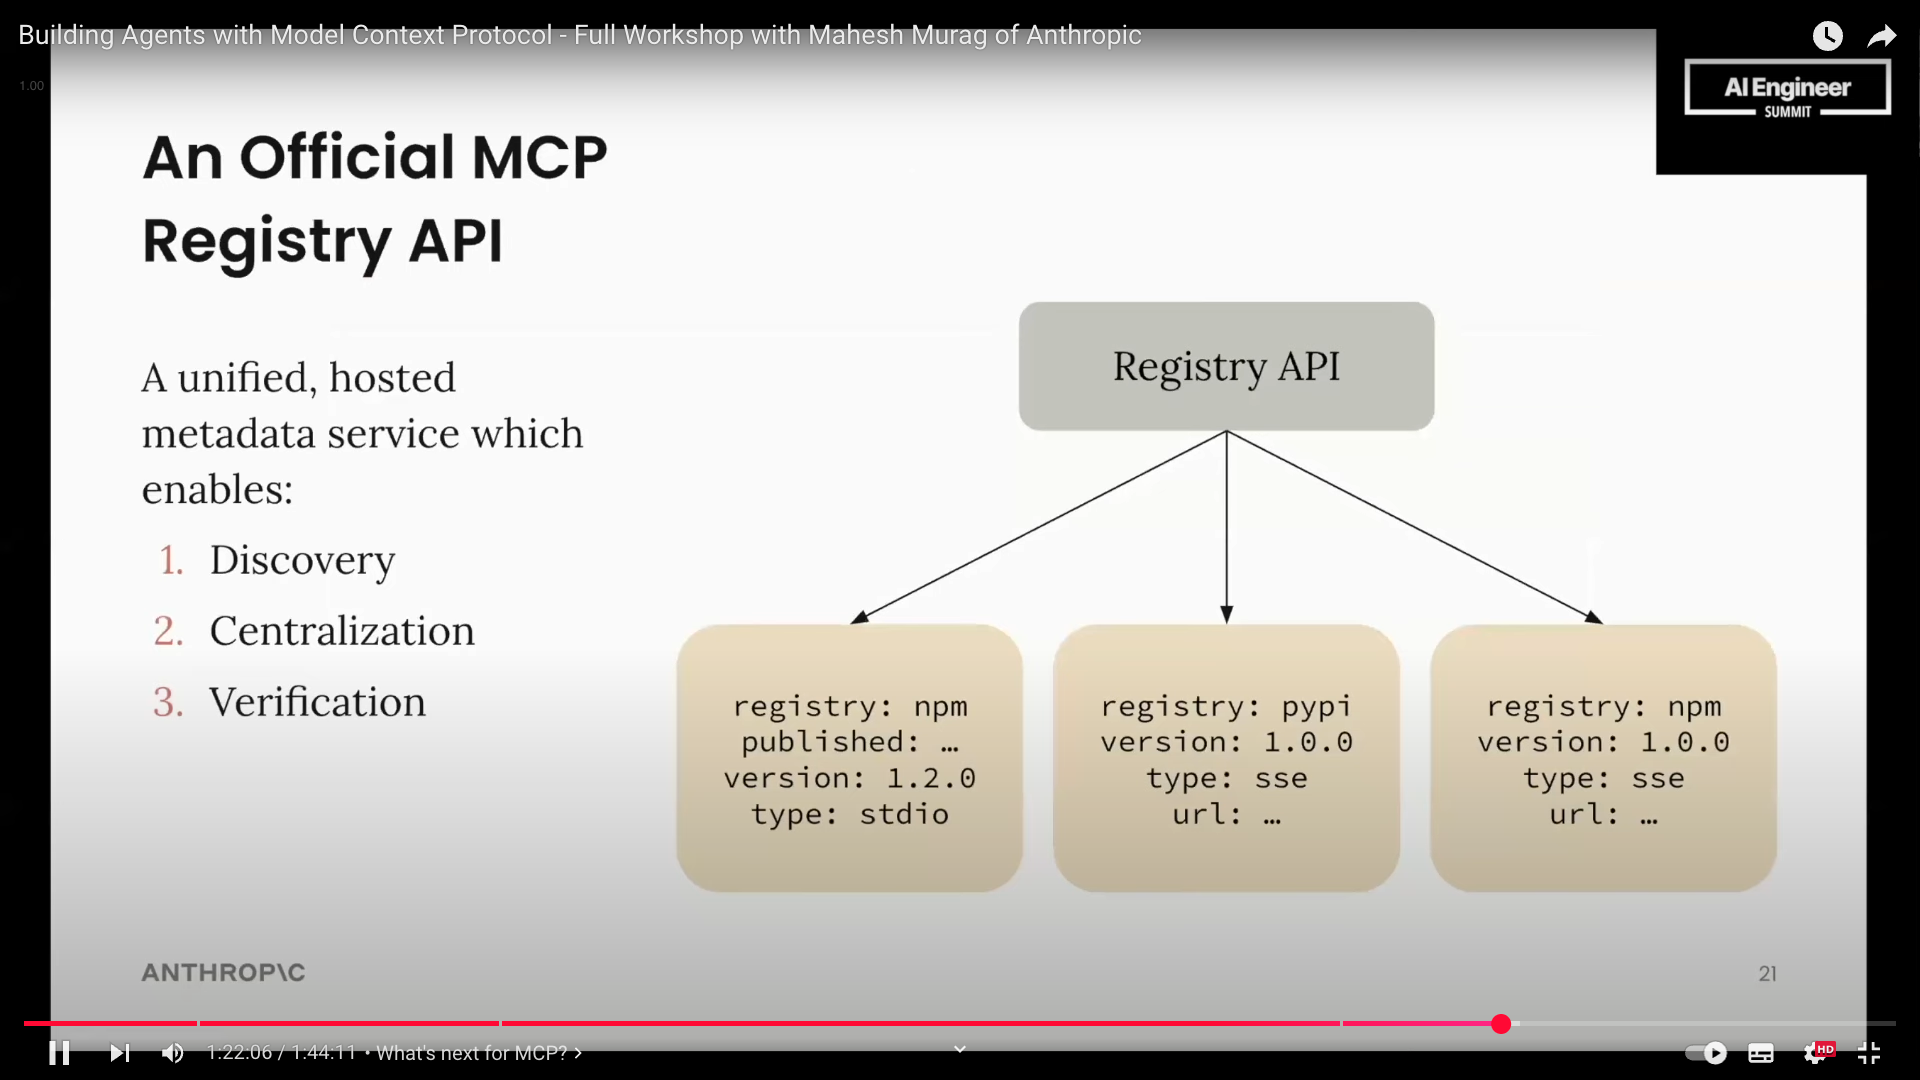 Building Agents with Model Context Protocol - Full Workshop with Mahesh Murag of Anthropic
1.00
AI Engineer
SUMMIT
An Official MCP
Registry API
A unified, hosted
metadata service which
enables:
1. Discovery
2. Centralization
3. Verification
Registry API
registry: npm
published: …
version: 1.2.0
type: stdio
registry: pypi
version: 1.0.0
type: sse
url: …
registry: npm
version: 1.0.0
type: sse
url: …
ANTHROP\C
21
1:22:06 / 1:44:11 • What's next for MCP? ›
HD